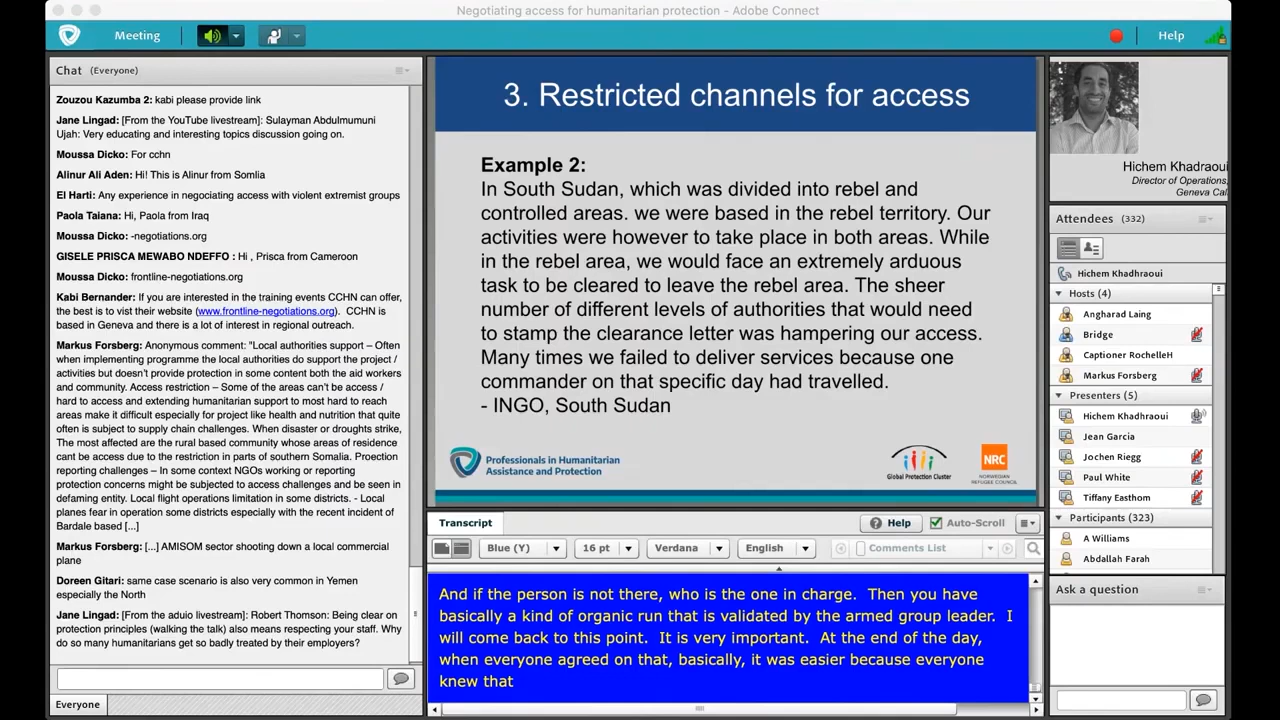 Negotiating access for humanitarian protection - Adobe Connect
Meeting
Help
Chat (Everyone)
Zouzou Kazumba 2: kabi please provide link
Jane Lingad: [From the YouTube livestream]: Sulayman Abdulmumuni
Ujah: Very educating and interesting topics discussion going on.
Moussa Dicko: For cchn
Alinur Ali Aden: Hi! This is Alinur from Somlia
El Harti: Any experience in negotiating access with violent extremist groups
Paola Taiana: Hi, Paola from Iraq
Moussa Dicko: -negotiations.org
GISELE PRISCA MEWABO NDEFFO : Hi , Prisca from Cameroon
Moussa Dicko: frontline-negotiations.org
Kabi Bernander: If you are interested in the training events CCHN can offer,
the best is to vist their website (www.frontline-negotiations.org). CCHN is
based in Geneva and there is a lot of interest in regional outreach.
Markus Forsberg: Anonymous comment: "Local authorities support – Often
when implementing programme the local authorities do support the project /
activities but doesn't provide protection in some content both the aid workers
and community. Access restriction – Some of the areas can't be access /
hard to access and extending humanitarian support to most hard to reach
areas make it difficult especially for project like health and nutrition that quite
often is subject to supply chain challenges. When disaster or droughts strike,
The most affected are the rural based community whose areas of residence
cant be access due to the restriction in parts of southern Somalia. Proection
reporting challenges – In some context NGOs working or reporting
protection concerns might be subjected to access challenges and be seen in
defaming entity. Local flight operations limitation in some districts. - Local
planes fear in operation some districts especially with the recent incident of
Bardale based [...]
Markus Forsberg: [...] AMISOM sector shooting down a local commercial
plane
Doreen Gitari: same case scenario is also very common in Yemen
especially the North
Jane Lingad: [From the aduio livestream]: Robert Thomson: Being clear on
protection principles (walking the talk) also means respecting your staff. Why
do so many humanitarians get so badly treated by their employers?
Everyone
3. Restricted channels for access
Example 2:
In South Sudan, which was divided into rebel and
controlled areas. we were based in the rebel territory. Our
activities were however to take place in both areas. While
in the rebel area, we would face an extremely arduous
task to be cleared to leave the rebel area. The sheer
number of different levels of authorities that would need
to stamp the clearance letter was hampering our access.
Many times we failed to deliver services because one
commander on that specific day had travelled.
- INGO, South Sudan
Professionals in Humanitarian
Assistance and Protection
Global Protection Cluster
NRC
NORWEGIAN
REFUGEE COUNCIL
Transcript
Help
Auto-Scroll
Blue (Y)
16 pt
Verdana
English
Comments List
And if the person is not there, who is the one in charge. Then you have
basically a kind of organic run that is validated by the armed group leader. I
will come back to this point. It is very important. At the end of the day,
when everyone agreed on that, basically, it was easier because everyone
knew that
Hichem Khadraoui
Director of Operations,
Geneva Cal
Attendees (332)
Hichem Khadhraoui
Hosts (4)
Angharad Laing
Bridge
Captioner RochelleH
Markus Forsberg
Presenters (5)
Hichem Khadhraoui
Jean Garcia
Jochen Riegg
Paul White
Tiffany Easthom
Participants (323)
A Williams
Abdallah Farah
Ask a question